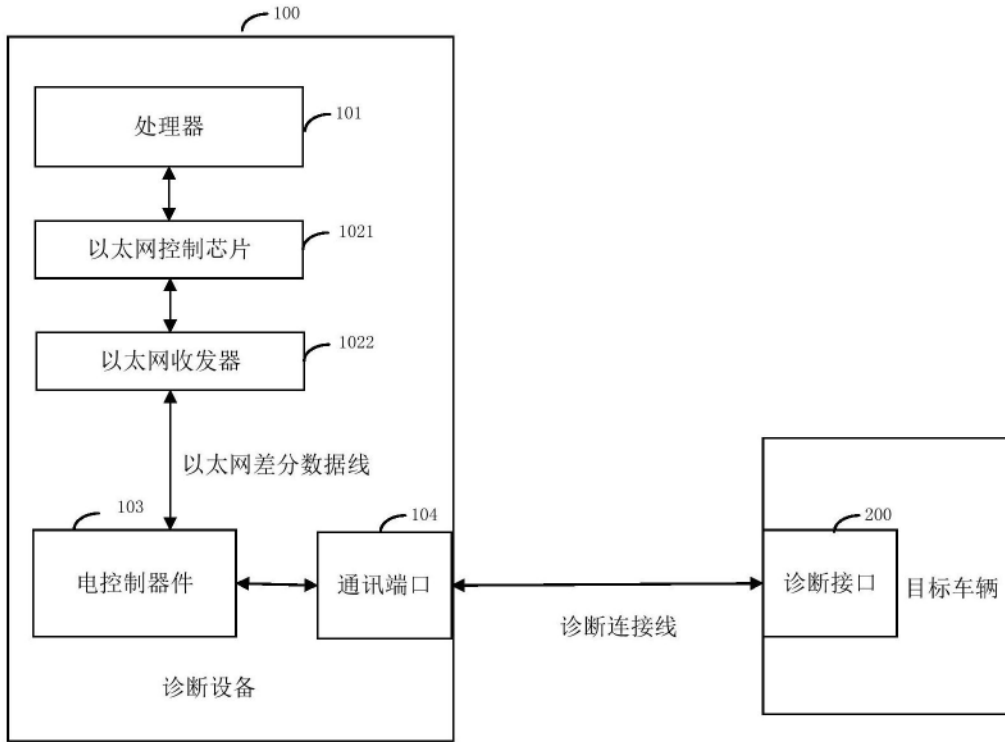 100
处理器
101
以太网控制芯片
1021
以太网收发器
1022
以太网差分数据线
103
电控制器件
104
通讯端口
诊断连接线
200
诊断接口
目标车辆
诊断设备